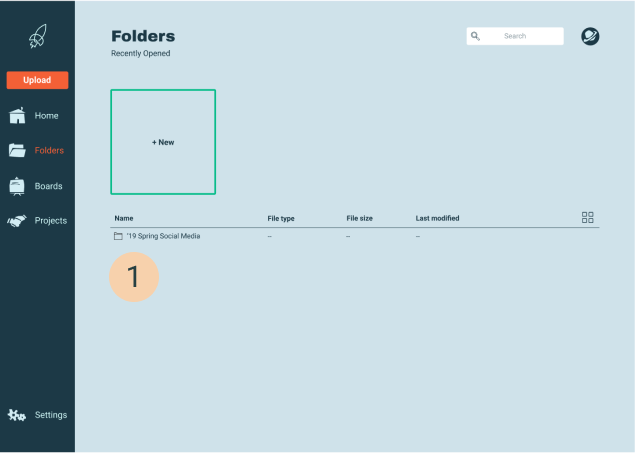 Folders
Recently Opened
Search
Upload
Home
Folders
Boards
Projects
Settings
+ New
Name File type File size Last modified
'19 Spring Social Media -- -- --
1